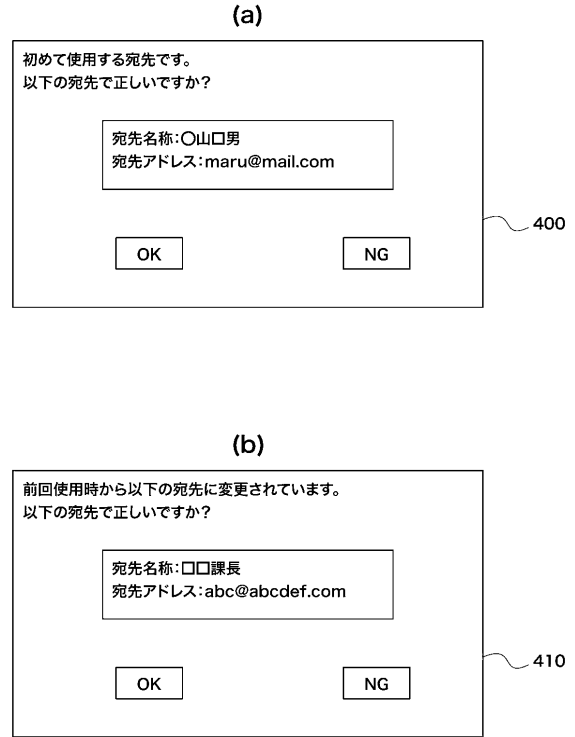 (a)
初めて使用する宛先です。
以下の宛先で正しいですか?
宛先名称:〇山口男
宛先アドレス:maru@mail.com
OK
NG
400
(b)
前回使用時から以下の宛先に変更されています。
以下の宛先で正しいですか?
宛先名称:口口課長
宛先アドレス:abc@abcdef.com
OK
NG
410